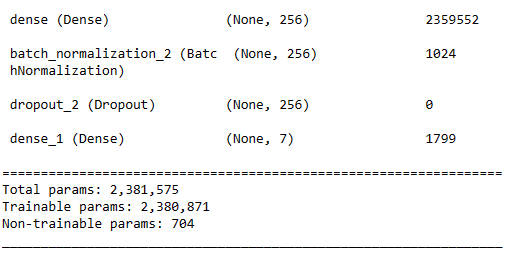 dense (Dense) (None, 256) 2359552
batch_normalization_2 (Batc (None, 256) 1024
hNormalization)
dropout_2 (Dropout) (None, 256) 0
dense_1 (Dense) (None, 7) 1799
=================================================================
Total params: 2,381,575
Trainable params: 2,380,871
Non-trainable params: 704
_________________________________________________________________